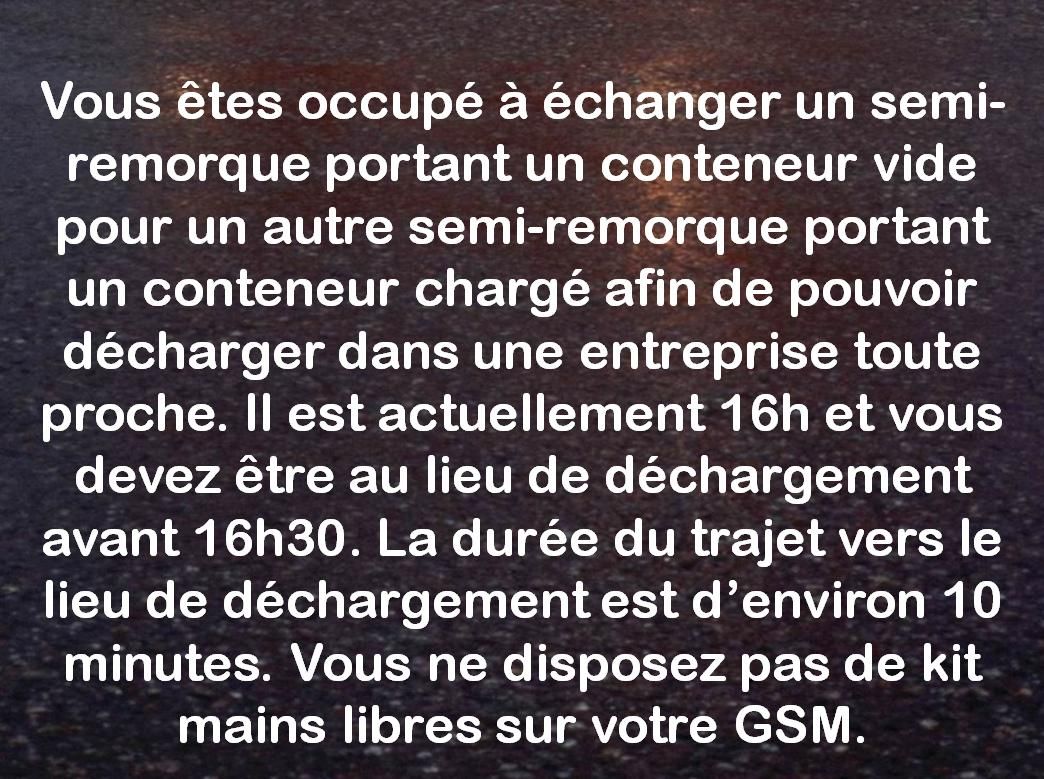 Vous êtes occupé à échanger un semi-
remorque portant un conteneur vide
pour un autre semi-remorque portant
un conteneur chargé afin de pouvoir
décharger dans une entreprise toute
proche. Il est actuellement 16h et vous
devez être au lieu de déchargement
avant 16h30. La durée du trajet vers le
lieu de déchargement est d’environ 10
minutes. Vous ne disposez pas de kit
mains libres sur votre GSM.